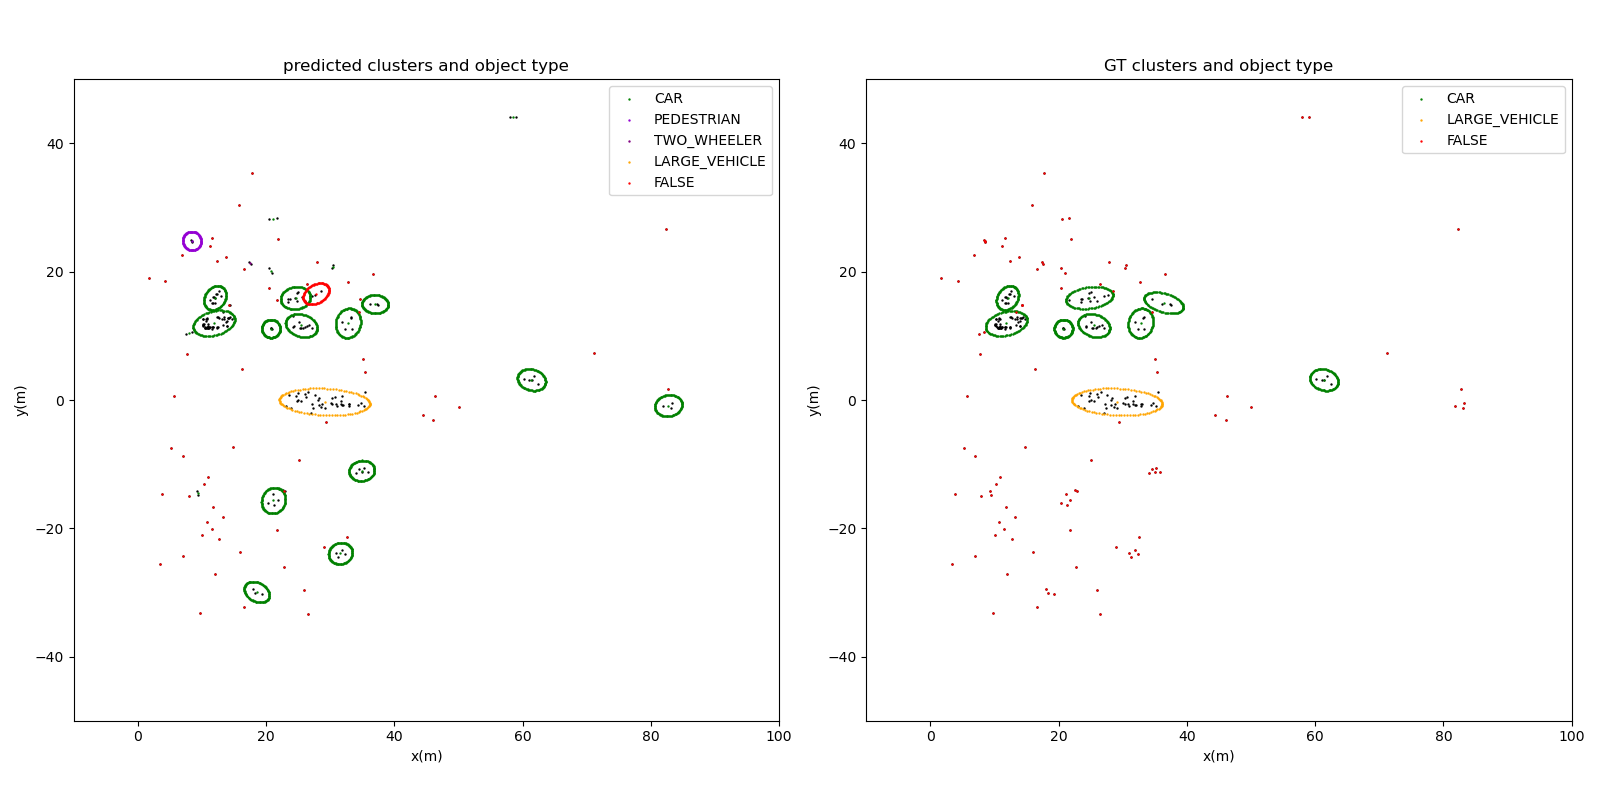 predicted clusters and object type
CAR
PEDESTRIAN
TWO_WHEELER
LARGE_VEHICLE
FALSE
y(m)
40
20
0
−20
−40
0
20
40
60
80
100
x(m)
GT clusters and object type
CAR
LARGE_VEHICLE
FALSE
y(m)
40
20
0
−20
−40
0
20
40
60
80
100
x(m)